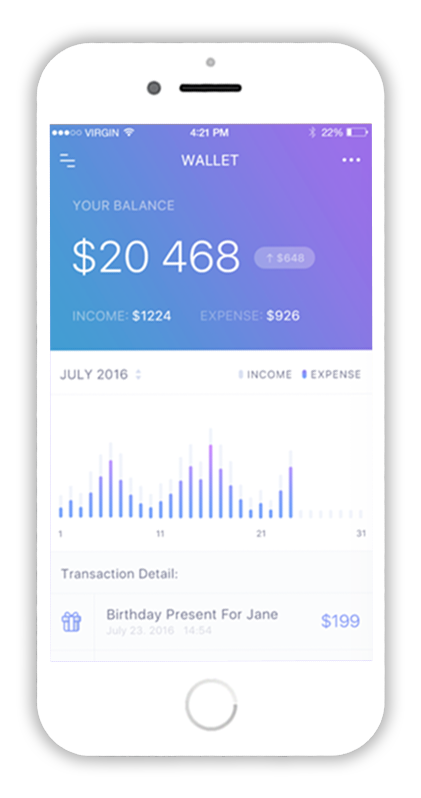 VIRGIN 4:21 PM 22%
WALLET
YOUR BALANCE
$20 468 ↑ $648
INCOME: $1224 EXPENSE: $926
JULY 2016 INCOME EXPENSE
1 11 21 31
Transaction Detail:
Birthday Present For Jane $199
July 23. 2016 14:54